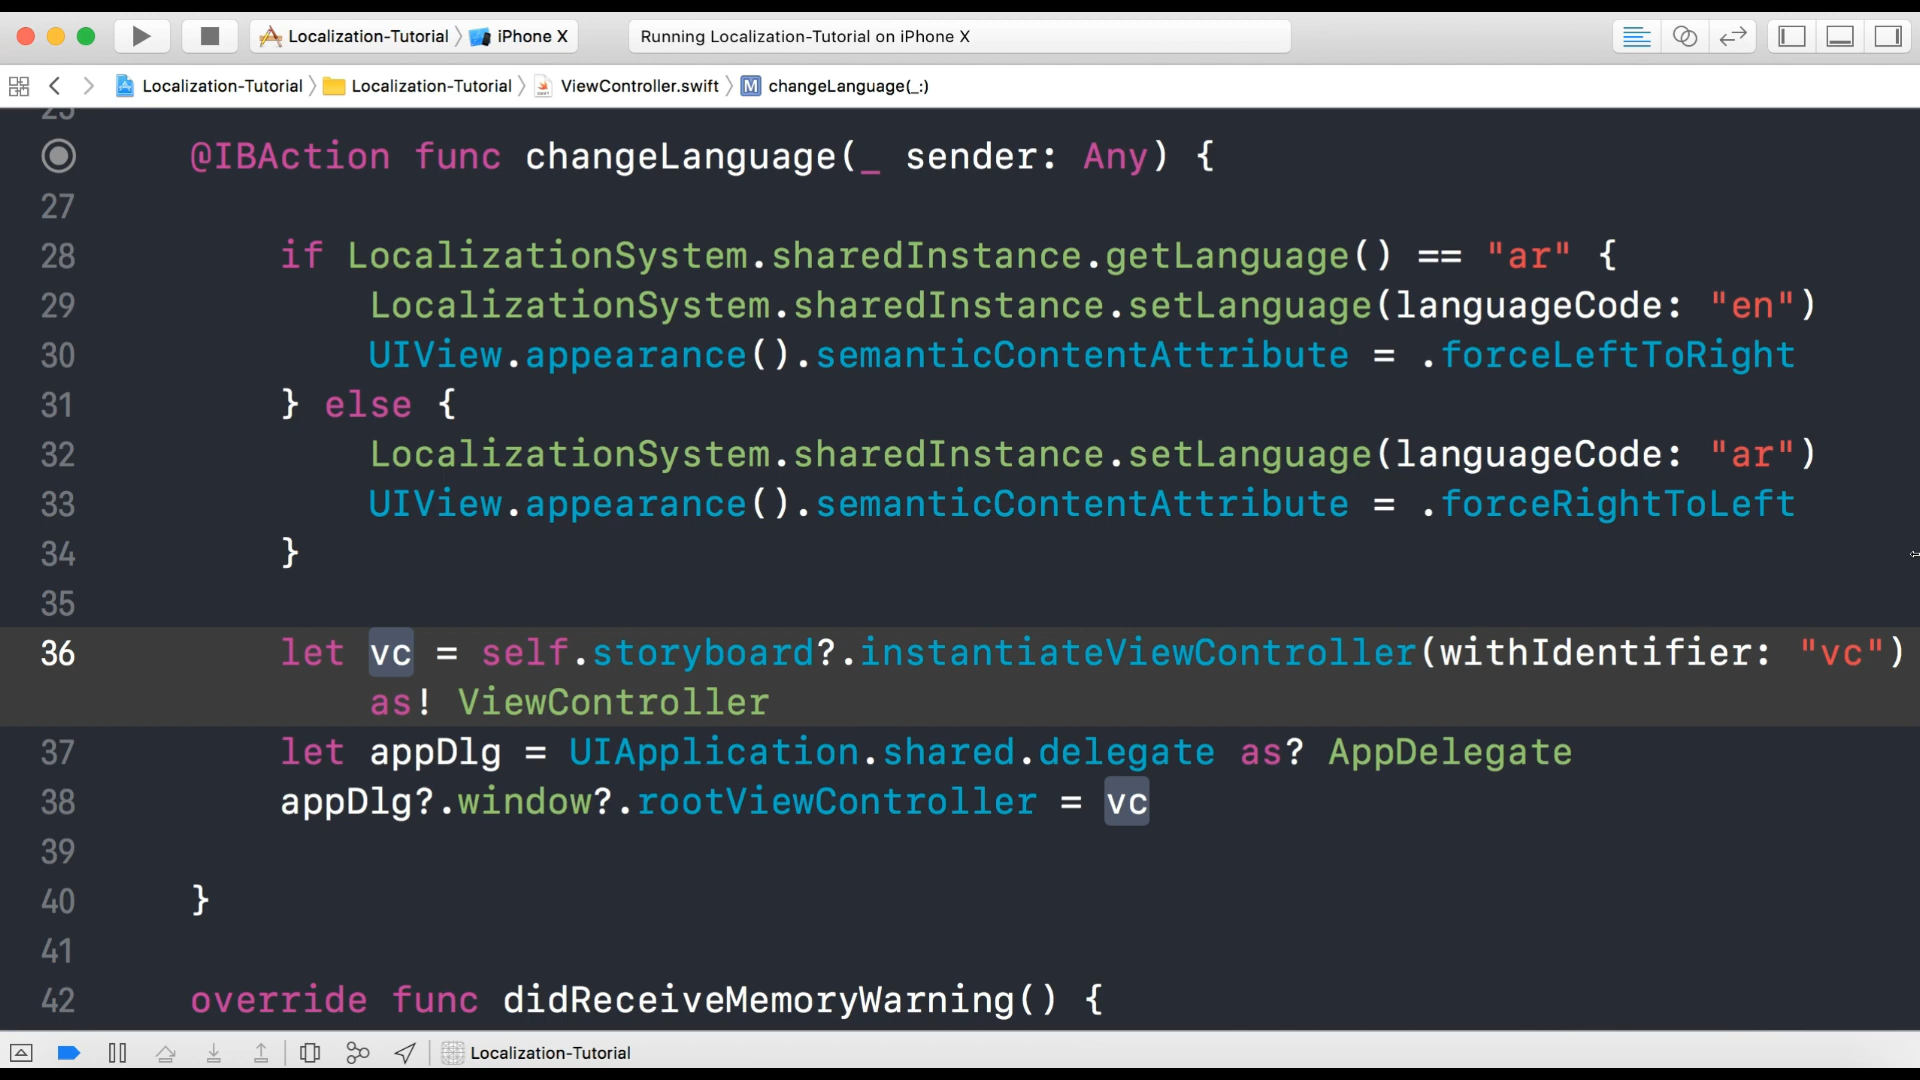 Localization-Tutorial iPhone X
Running Localization-Tutorial on iPhone X
Localization-Tutorial Localization-Tutorial ViewController.swift M changeLanguage(_:)
25
@IBAction func changeLanguage(_ sender: Any) {
27
28 if LocalizationSystem.sharedInstance.getLanguage() == "ar" {
29 LocalizationSystem.sharedInstance.setLanguage(languageCode: "en")
30 UIView.appearance().semanticContentAttribute = .forceLeftToRight
31 } else {
32 LocalizationSystem.sharedInstance.setLanguage(languageCode: "ar")
33 UIView.appearance().semanticContentAttribute = .forceRightToLeft
34 }
35
36 let vc = self.storyboard?.instantiateViewController(withIdentifier: "vc")
as! ViewController
37 let appDlg = UIApplication.shared.delegate as? AppDelegate
38 appDlg?.window?.rootViewController = vc
39
40 }
41
42 override func didReceiveMemoryWarning() {
Localization-Tutorial